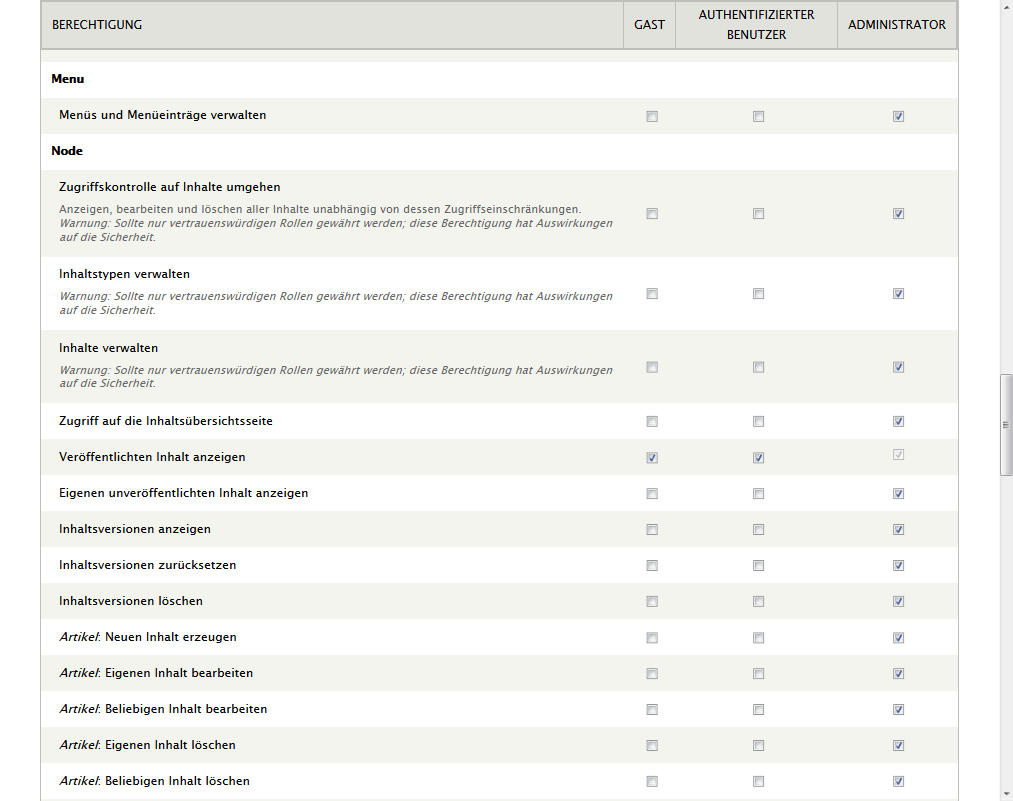 BERECHTIGUNG GAST AUTHENTIFIZIERTER BENUTZER ADMINISTRATOR
Menu
Menüs und Menüeinträge verwalten
Node
Zugriffskontrolle auf Inhalte umgehen
Anzeigen, bearbeiten und löschen aller Inhalte unabhängig von dessen Zugriffseinschränkungen.
Warnung: Sollte nur vertrauenswürdigen Rollen gewährt werden; diese Berechtigung hat Auswirkungen
auf die Sicherheit.
Inhaltstypen verwalten
Warnung: Sollte nur vertrauenswürdigen Rollen gewährt werden; diese Berechtigung hat Auswirkungen
auf die Sicherheit.
Inhalte verwalten
Warnung: Sollte nur vertrauenswürdigen Rollen gewährt werden; diese Berechtigung hat Auswirkungen
auf die Sicherheit.
Zugriff auf die Inhaltsübersichtsseite
Veröffentlichten Inhalt anzeigen
Eigenen unveröffentlichten Inhalt anzeigen
Inhaltsversionen anzeigen
Inhaltsversionen zurücksetzen
Inhaltsversionen löschen
Artikel: Neuen Inhalt erzeugen
Artikel: Eigenen Inhalt bearbeiten
Artikel: Beliebigen Inhalt bearbeiten
Artikel: Eigenen Inhalt löschen
Artikel: Beliebigen Inhalt löschen